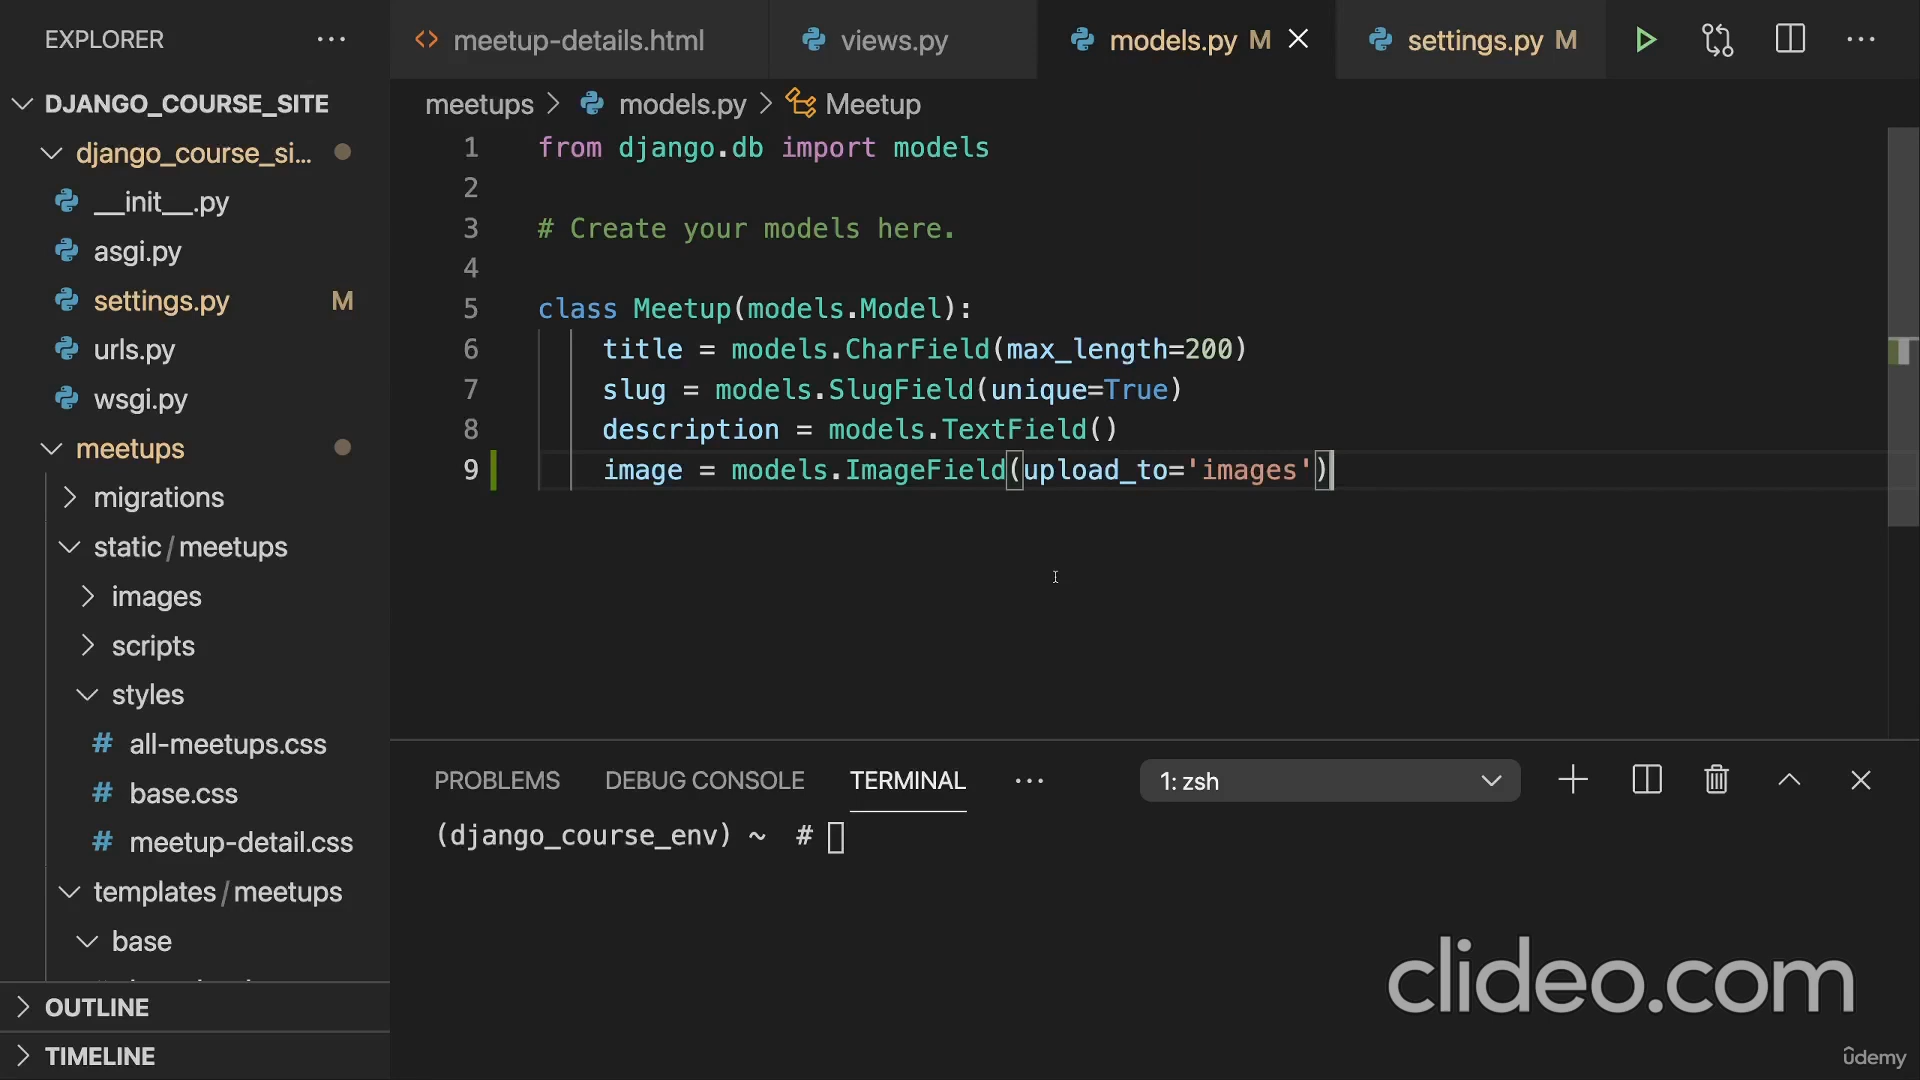 EXPLORER
DJANGO_COURSE_SITE
django_course_si...
__init__.py
asgi.py
settings.py M
urls.py
wsgi.py
meetups
migrations
static/meetups
images
scripts
styles
# all-meetups.css
# base.css
# meetup-detail.css
templates/meetups
base
OUTLINE
TIMELINE
<> meetup-details.html views.py models.py M settings.py M
meetups > models.py > Meetup
1 from django.db import models
2
3 # Create your models here.
4
5 class Meetup(models.Model):
6 title = models.CharField(max_length=200)
7 slug = models.SlugField(unique=True)
8 description = models.TextField()
9 image = models.ImageField(upload_to='images')
PROBLEMS DEBUG CONSOLE TERMINAL ... 1: zsh
(django_course_env) ~ #
clideo.com
ûdemy